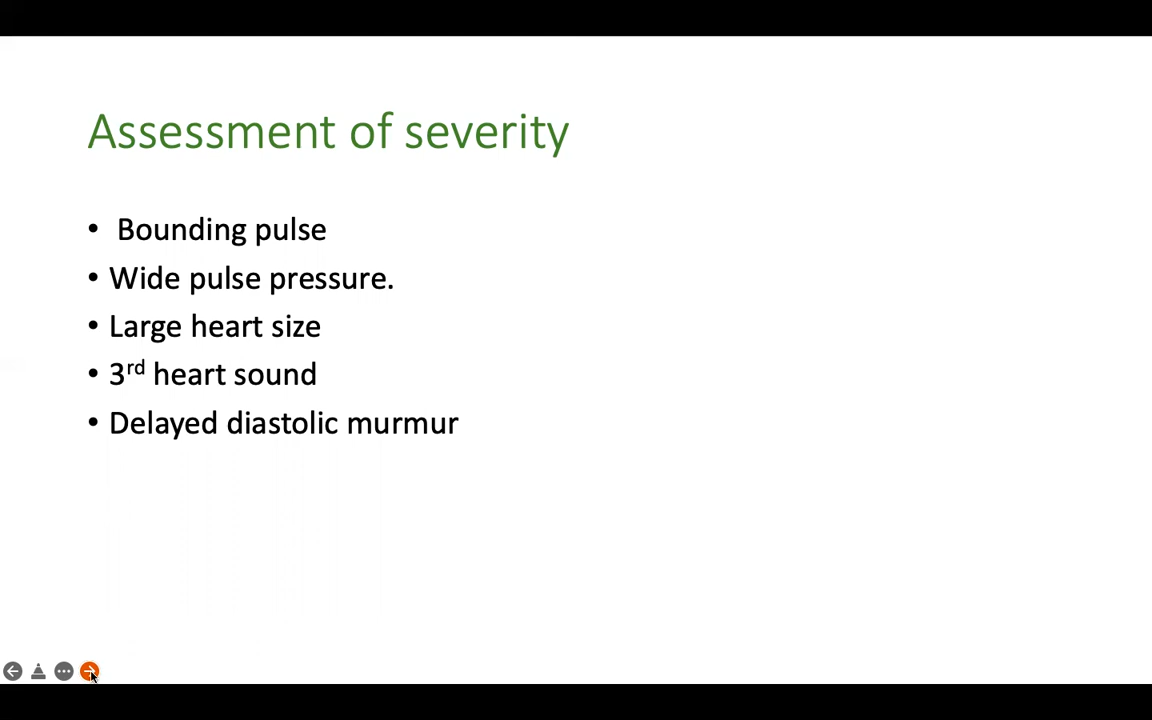 Assessment of severity
• Bounding pulse
• Wide pulse pressure.
• Large heart size
• 3rd heart sound
• Delayed diastolic murmur